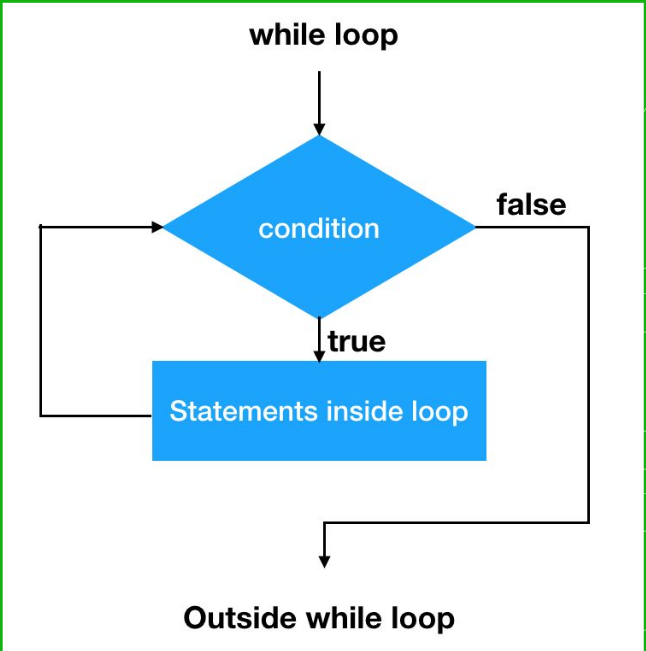 while loop
condition
false
true
Statements inside loop
Outside while loop